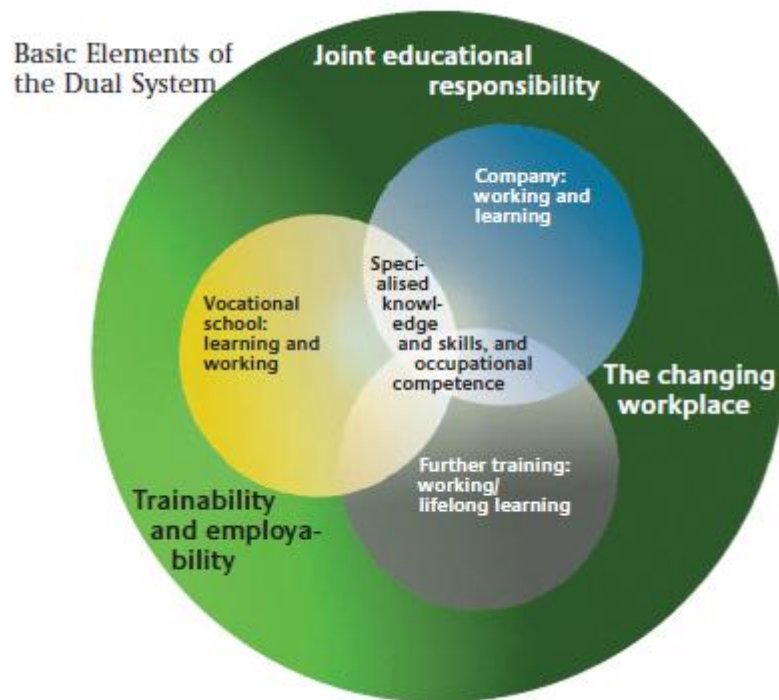 Basic Elements of
the Dual System
Joint educational
responsibility
Company:
working and
learning
Speci-
alised
knowl-
edge
and skills, and
occupational
competence
Vocational
school:
learning and
working
The changing
workplace
Further training:
working/
lifelong learning
Trainability
and employa-
bility